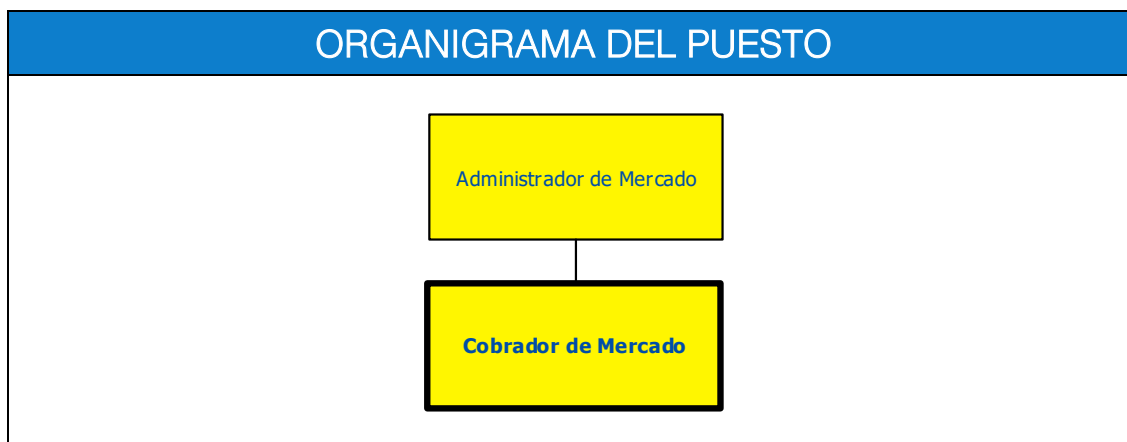 ORGANIGRAMA DEL PUESTO
Administrador de Mercado
Cobrador de Mercado